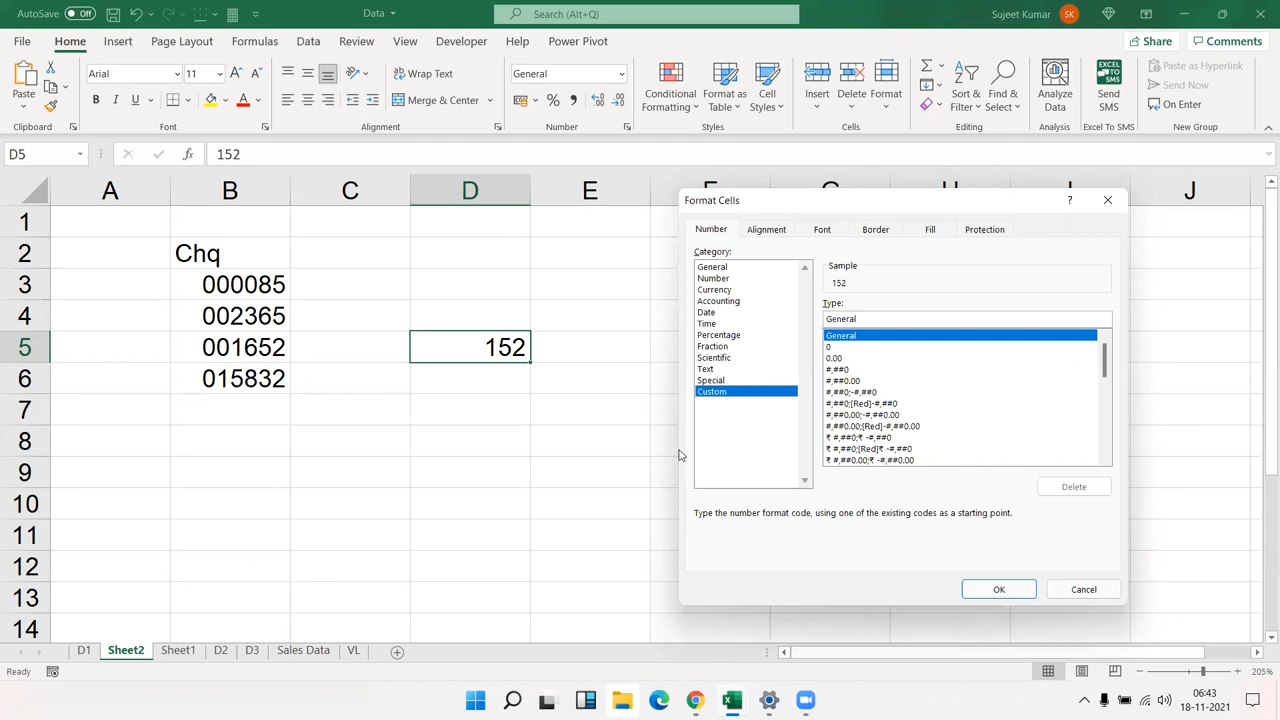 AutoSave Off Data Search (Alt+Q) Sujeet Kumar SK
File Home Insert Page Layout Formulas Data Review View Developer Help Power Pivot Share Comments
Paste Arial 11 Wrap Text General Conditional Formatting Format as Table Cell Styles Insert Delete Format Sort & Filter Find & Select Analyze Data Send SMS Paste as Hyperlink
B I U Merge & Center % Send Now
On Enter
Clipboard Font Alignment Number Styles Cells Editing Analysis Excel To SMS New Group
D5 fx 152
A B C D E F G H I J
1
2 Chq
3 000085
4 002365
5 001652 152
6 015832
7
8
9
10
11
12
13
14
Format Cells ?
Number Alignment Font Border Fill Protection
Category:
General
Number
Currency
Accounting
Date
Time
Percentage
Fraction
Scientific
Text
Special
Custom
Sample
152
Type:
General
General
0
0.00
#,##0
#,##0.00
#,##0;-#,##0
#,##0;[Red]-#,##0
#,##0.00;-#,##0.00
#,##0.00;[Red]-#,##0.00
₹ #,##0;₹ -#,##0
₹ #,##0;[Red]₹ -#,##0
₹ #,##0.00;₹ -#,##0.00
Delete
Type the number format code, using one of the existing codes as a starting point.
OK Cancel
D1 Sheet2 Sheet1 D2 D3 Sales Data VL
Ready 205%
06:43
18-11-2021